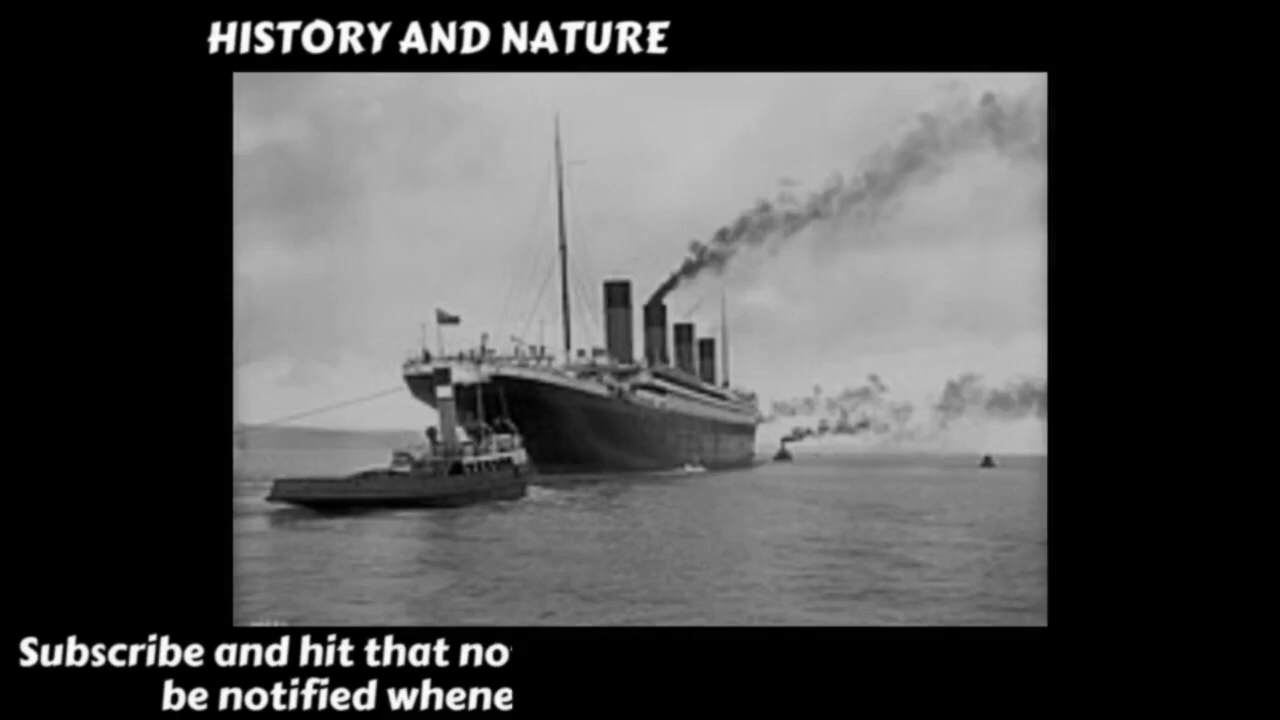 HISTORY AND NATURE
Subscribe and hit that no
be notified whene